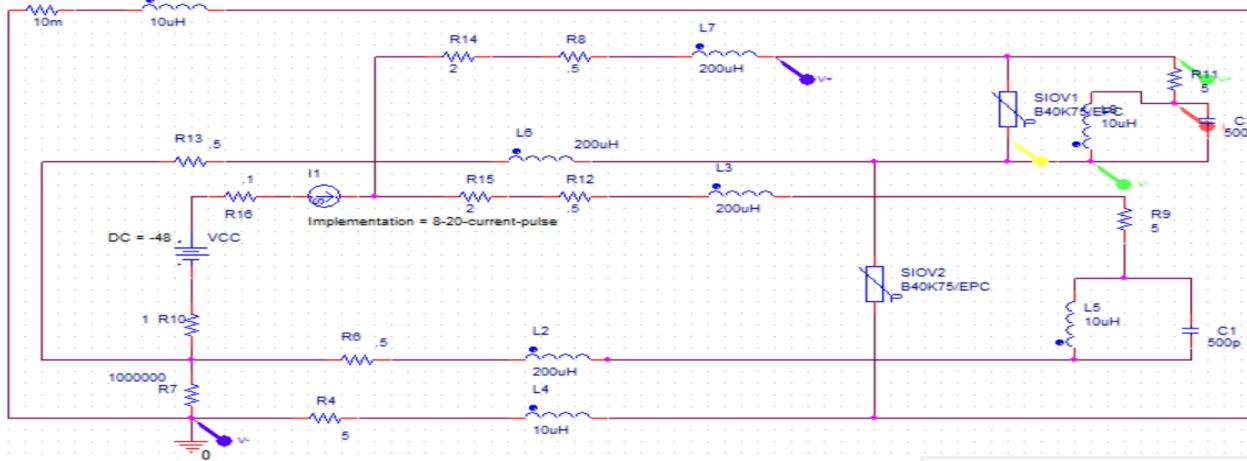 10m
10uH
R14
2
R8
.5
L7
200uH
V+
V+
R11
5
SIOV1
B40K75/EPC
L8
10uH
500
R13
.5
L6
200uH
V-
I1
.1
R16
Implementation = 8-20-current-pulse
R15
2
R12
.5
L3
200uH
R9
5
DC = -48
VCC
SIOV2
B40K75/EPC
1
R10
L5
10uH
C1
500p
R6
.5
L2
200uH
1000000
R7
R4
5
L4
10uH
V-
0